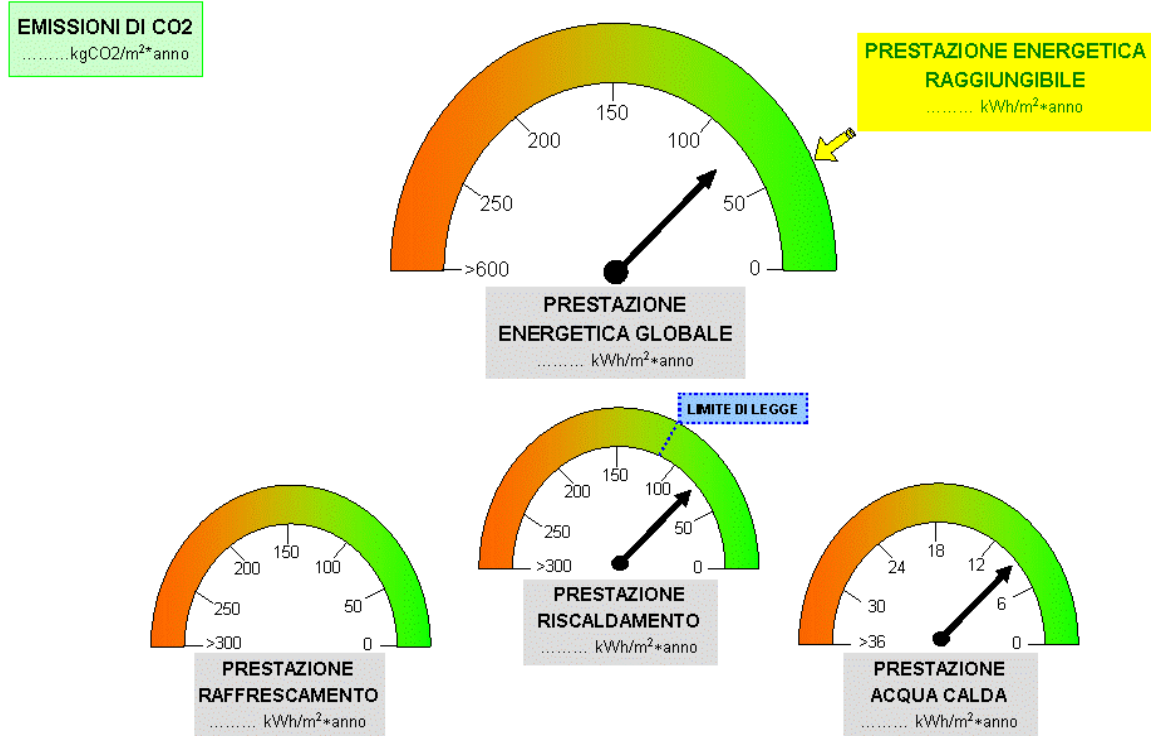 EMISSIONI DI CO2
.........kgCO2/m²*anno
PRESTAZIONE ENERGETICA
RAGGIUNGIBILE
......... kWh/m²*anno
150
200
100
250
50
>600
0
PRESTAZIONE
ENERGETICA GLOBALE
......... kWh/m²*anno
LIMITE DI LEGGE
150
200
100
250
50
>300
0
PRESTAZIONE
RISCALDAMENTO
......... kWh/m²*anno
150
200
100
250
50
>300
0
PRESTAZIONE
RAFFRESCAMENTO
......... kWh/m²*anno
18
24
12
30
6
>36
0
PRESTAZIONE
ACQUA CALDA
......... kWh/m²*anno